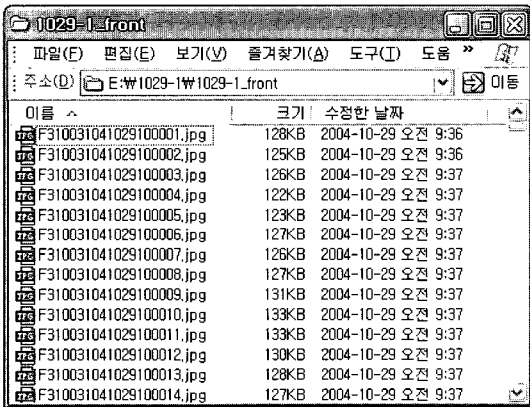 1029-1_front
파일(F) 편집(E) 보기(V) 즐겨찾기(A) 도구(T) 도움 »
주소(D) E:₩1029-1₩1029-1_front 이동
이름 크기 수정한 날짜
F310031041029100001.jpg 128KB 2004-10-29 오전 9:36
F310031041029100002.jpg 125KB 2004-10-29 오전 9:36
F310031041029100003.jpg 126KB 2004-10-29 오전 9:37
F310031041029100004.jpg 122KB 2004-10-29 오전 9:37
F310031041029100005.jpg 123KB 2004-10-29 오전 9:37
F310031041029100006.jpg 127KB 2004-10-29 오전 9:37
F310031041029100007.jpg 126KB 2004-10-29 오전 9:37
F310031041029100008.jpg 127KB 2004-10-29 오전 9:37
F310031041029100009.jpg 131KB 2004-10-29 오전 9:37
F310031041029100010.jpg 133KB 2004-10-29 오전 9:37
F310031041029100011.jpg 133KB 2004-10-29 오전 9:37
F310031041029100012.jpg 130KB 2004-10-29 오전 9:37
F310031041029100013.jpg 128KB 2004-10-29 오전 9:37
F310031041029100014.jpg 127KB 2004-10-29 오전 9:37